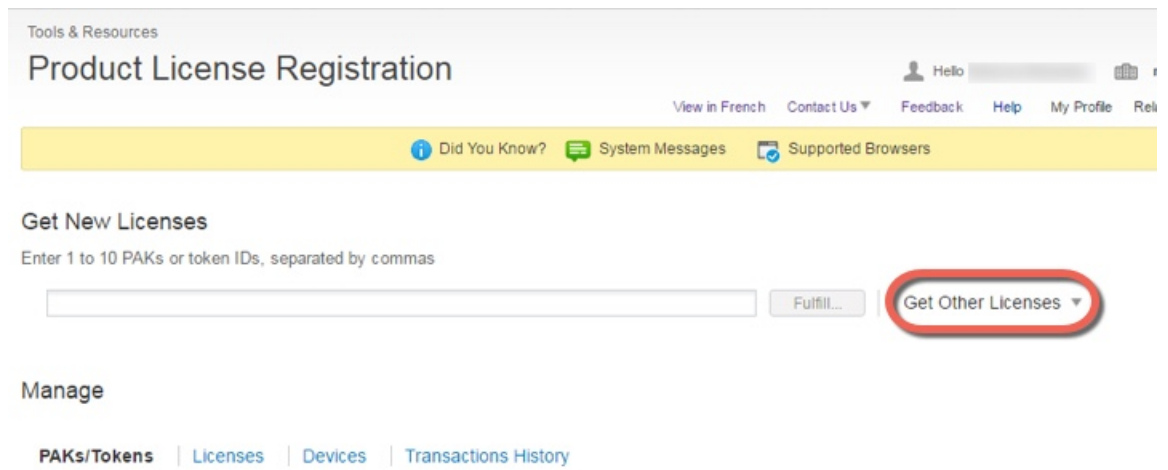 Tools & Resources
Product License Registration
Hello
View in French Contact Us Feedback Help My Profile
Did You Know? System Messages Supported Browsers
Get New Licenses
Enter 1 to 10 PAKs or token IDs, separated by commas
Fulfill... Get Other Licenses
Manage
PAKs/Tokens Licenses Devices Transactions History